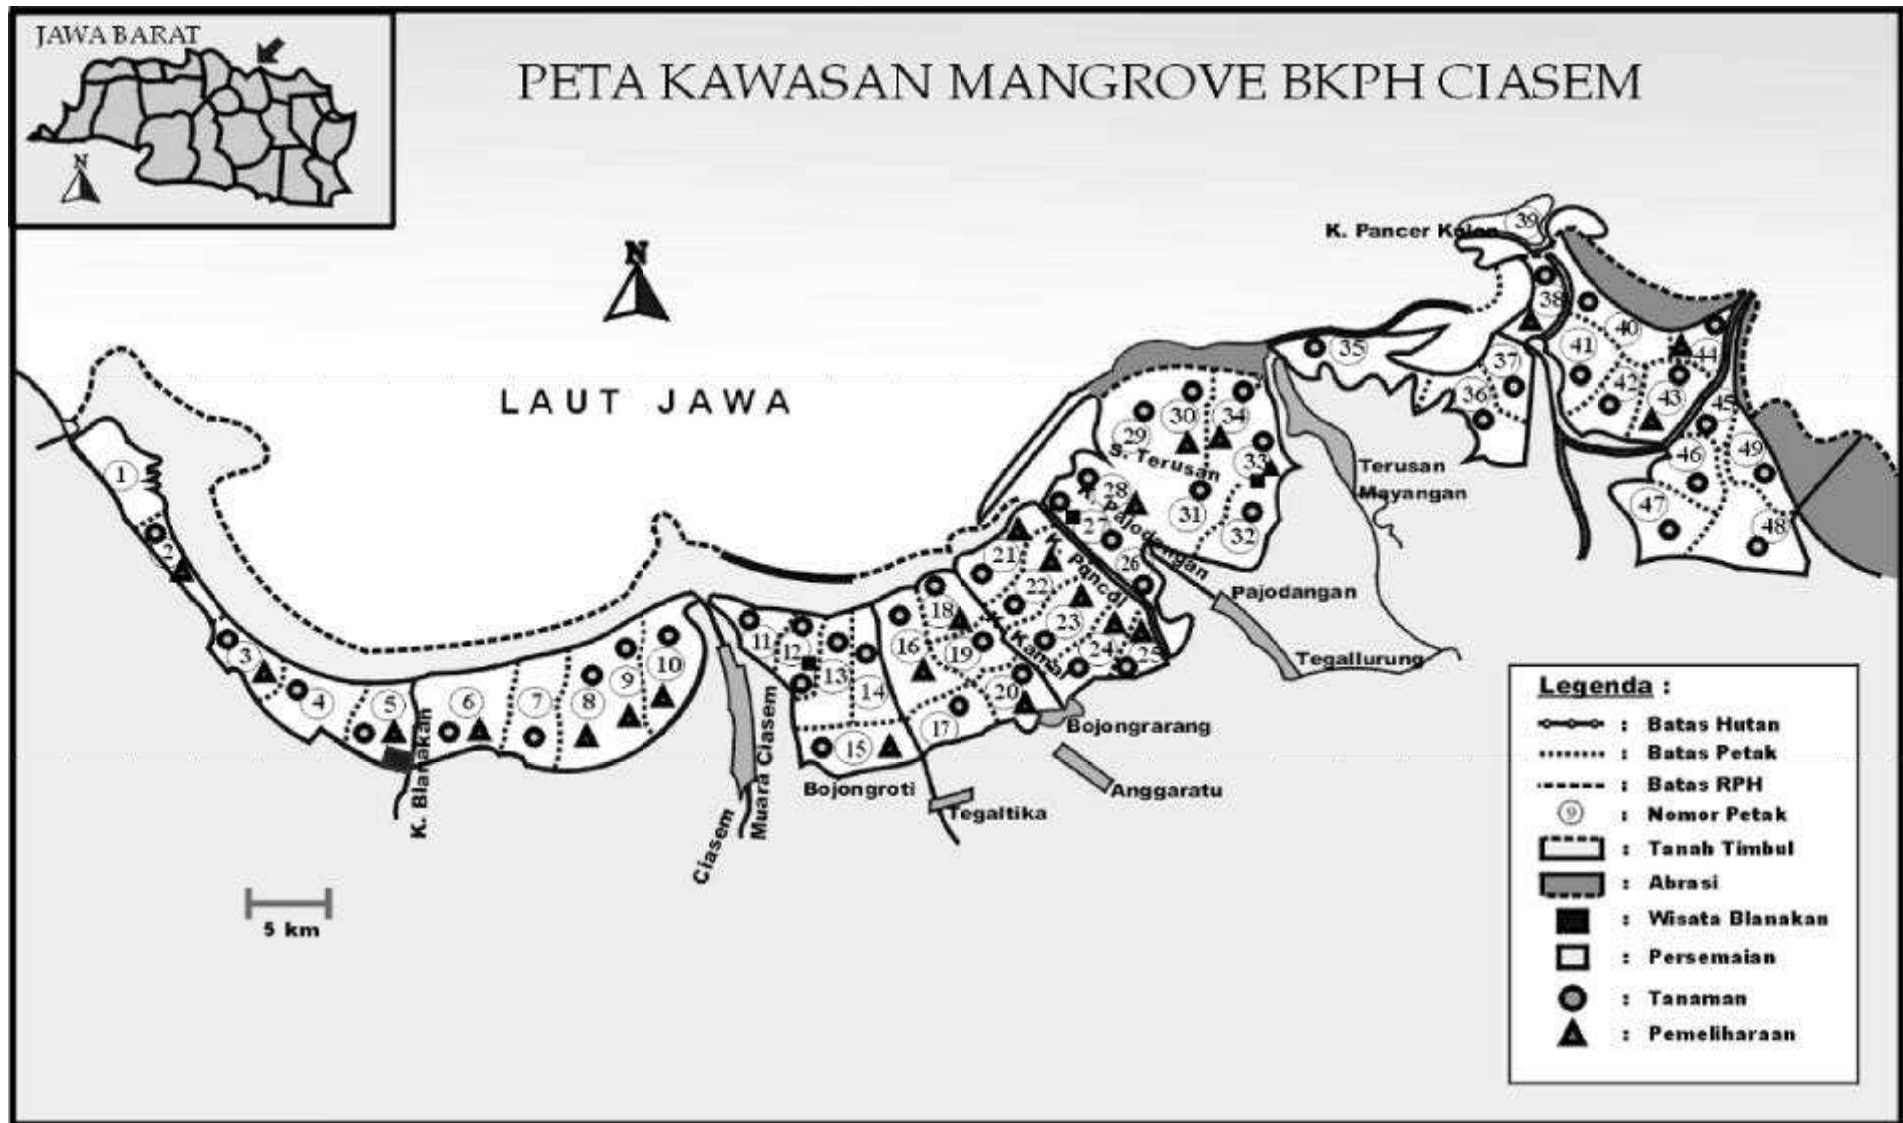 JAWA BARAT
N
PETA KAWASAN MANGROVE BKPH CIASEM
N
LAUT JAWA
K. Pancer Kolon
39
38
40
41
44
35
37
42
43
36
45
30
34
29
46
49
S. Terusan
33
Terusan
Mayangan
1
28
47
48
31
K. Pajodangan
27
32
2
21
K. Pancdi
26
22
Pajodangan
18
11
23
3
12
16
19
K. Kamal
24
25
Tegallurung
10
9
13
4
14
20
5
6
7
8
K. Blanakan
15
17
Bojongrarang
Ciasem
Muara Ciasem
Bojongroti
Anggaratu
Tegaltika
5 km
Legenda :
: Batas Hutan
: Batas Petak
: Batas RPH
9 : Nomor Petak
: Tanah Timbul
: Abrasi
: Wisata Blanakan
: Persemaian
: Tanaman
: Pemeliharaan